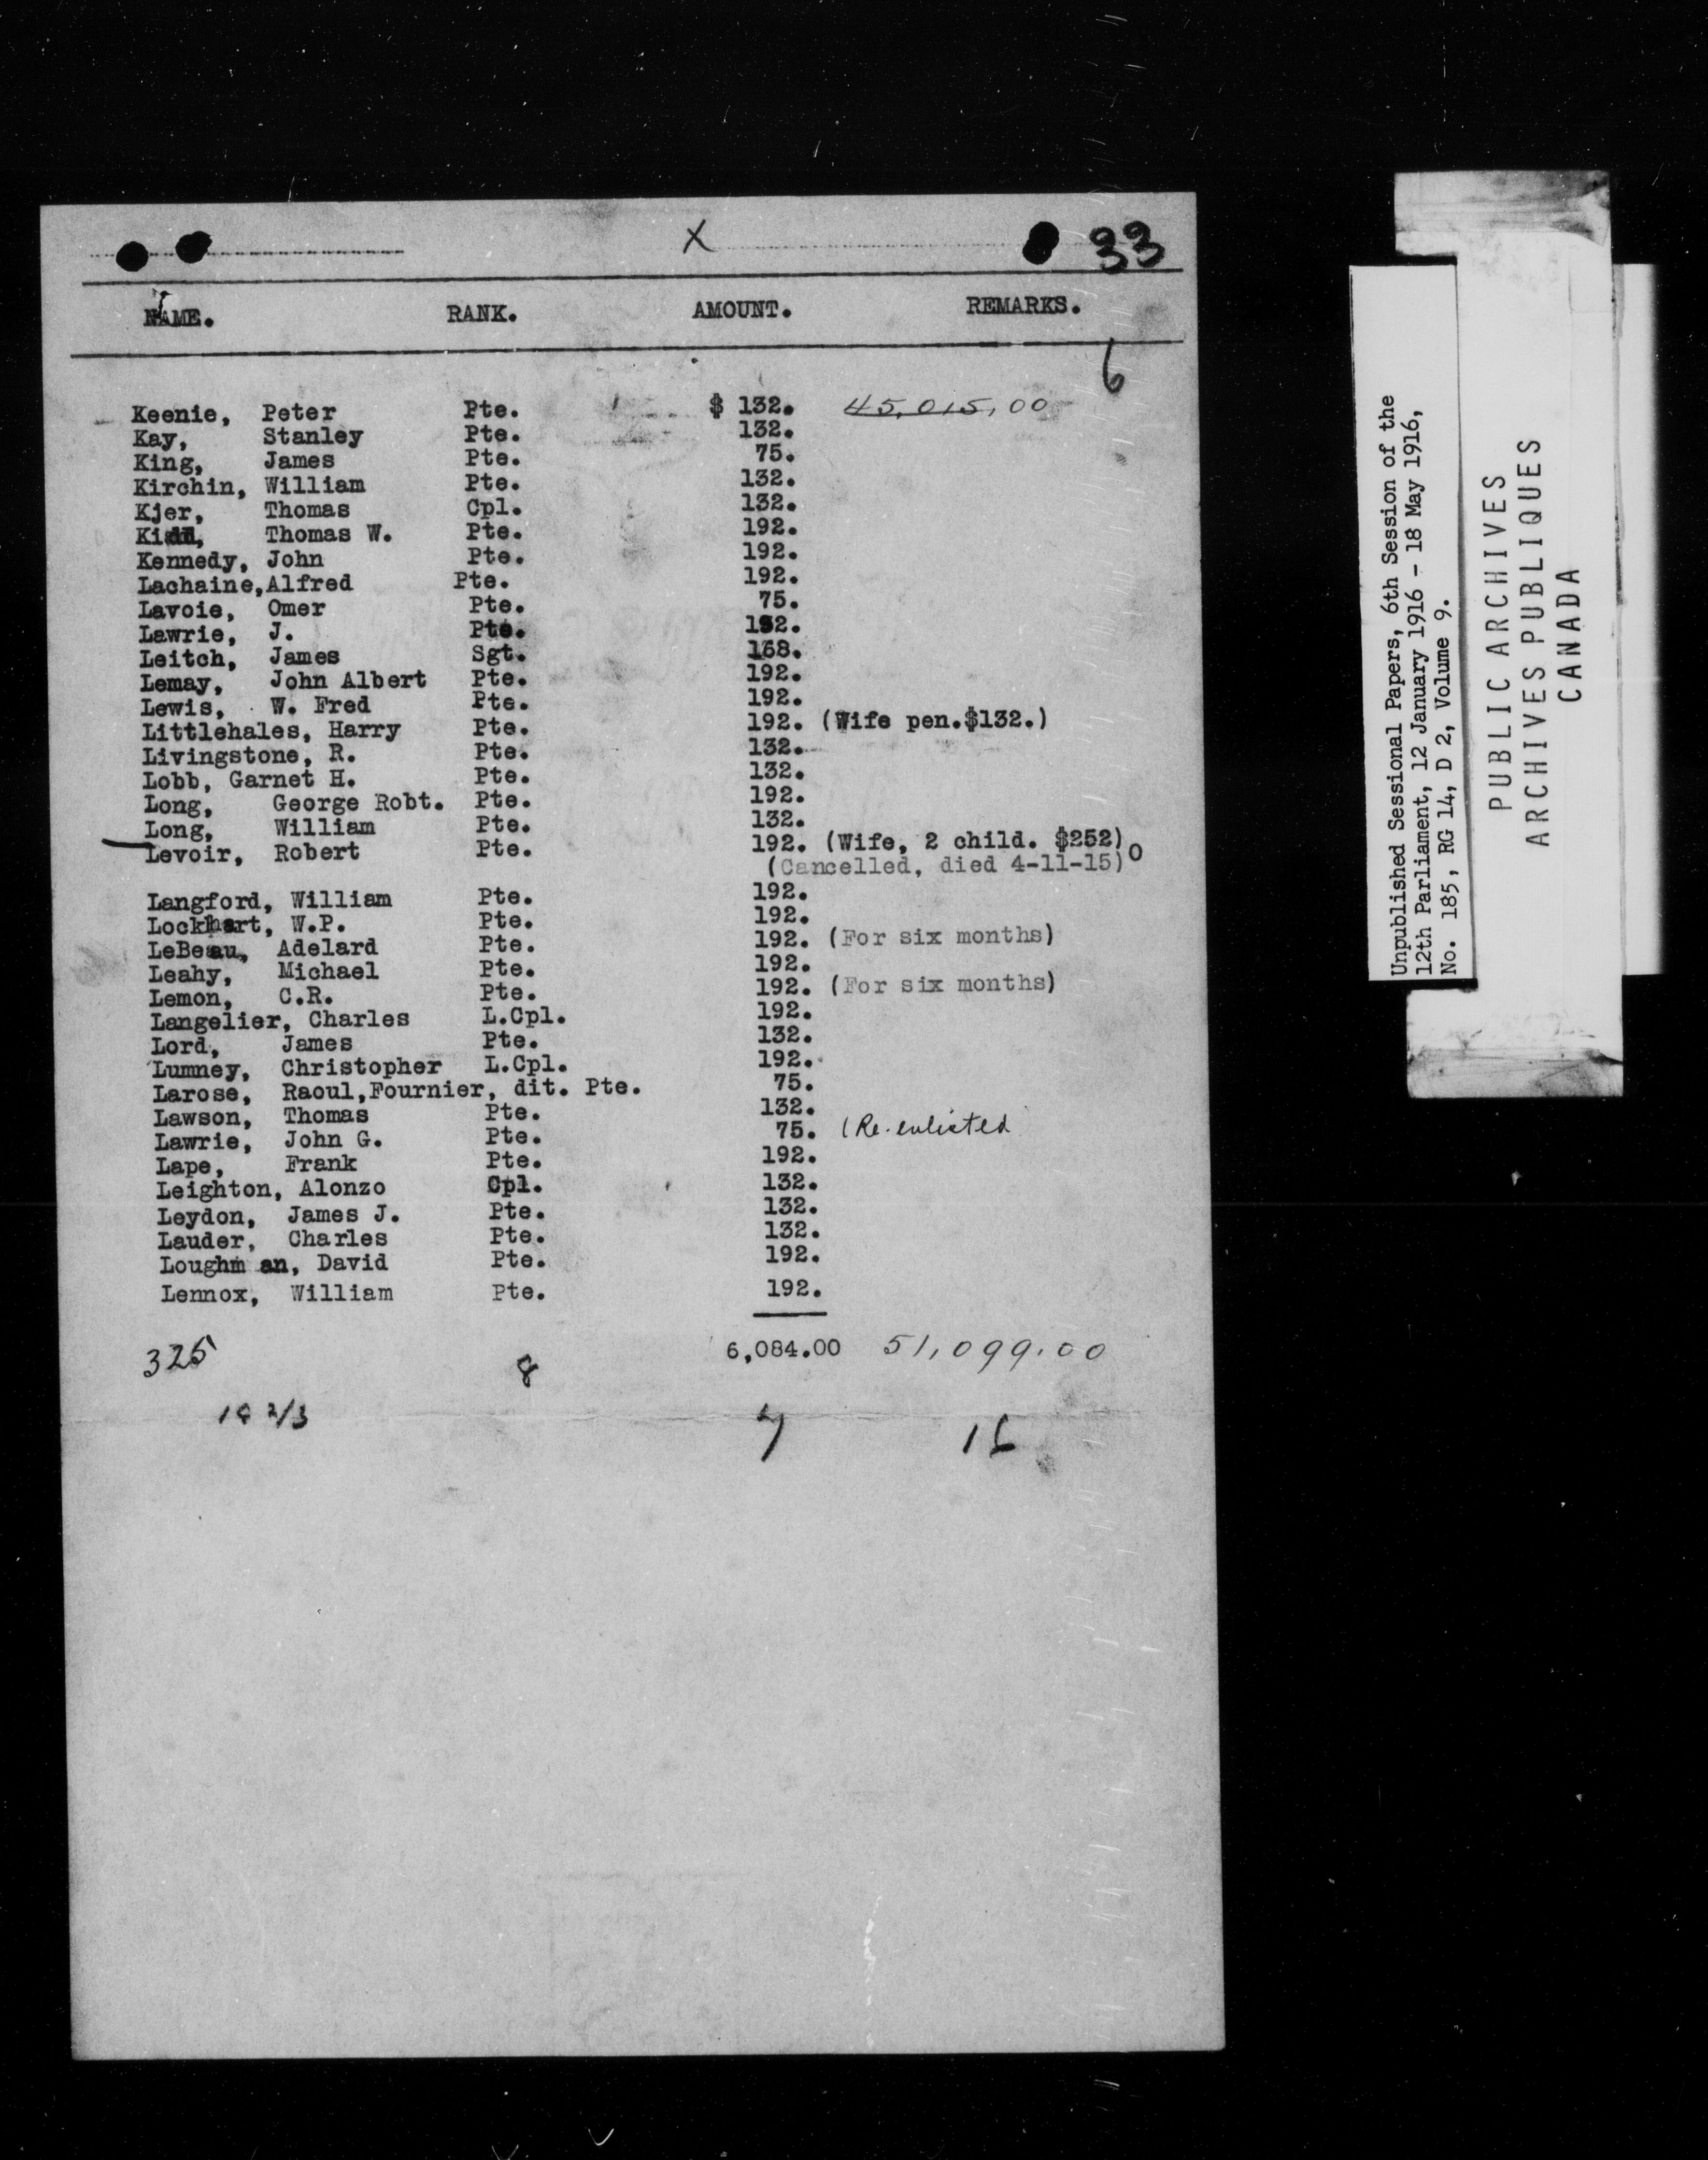 X 33
NAME. RANK. AMOUNT. REMARKS.
6
Keenie, Peter Pte. $ 132. 45,015,00
Kay, Stanley Pte. 132.
King, James Pte. 75.
Kirchin, William Pte. 132.
Kjer, Thomas Cpl. 132.
Kidd, Thomas W. Pte. 192.
Kennedy, John Pte. 192.
Lachaine, Alfred Pte. 192.
Lavoie, Omer Pte. 75.
Lawrie, J. Pte.
Leitch, James Sgt. 168.
Lemay, John Albert Pte. 192.
Lewis, W. Fred Pte. 192.
Littlehales, Harry Pte. 192. (Wife pen.$132.)
Livingstone, R. Pte. 132.
Lobb, Garnet H. Pte. 132.
Long, George Robt. Pte. 192.
Long, William Pte. 132.
Levoir, Robert Pte. 192. (Wife, 2 child. $252)
(Cancelled, died 4-11-15) 0
Langford, William Pte. 192.
Lockhart, W.P. Pte. 192.
LeBeau, Adelard Pte. 192. (For six months)
Leahy, Michael Pte. 192.
Lemon, C.R. Pte. 192. (For six months)
Langelier, Charles L.Cpl. 192.
Lord, James Pte. 132.
Lumney, Christopher L.Cpl. 192.
Larose, Raoul,Fournier, dit. Pte. 75.
Lawson, Thomas Pte. 132.
Lawrie, John G. Pte. 75. (Re-enlisted
Lape, Frank Pte. 192.
Leighton, Alonzo Cpl. 132.
Leydon, James J. Pte. 132.
Lauder, Charles Pte. 132.
Loughm an, David Pte. 192.
Lennox, William Pte. 192.
6,084.00 51,099.00
325 8
2/3
16
Unpublished Sessional Papers, 6th Session of the
12th Parliament, 12 January 1916 - 18 May 1916,
No. 185, RG 14, D 2, Volume 9.
PUBLIC ARCHIVES
ARCHIVES PUBLIQUES
CANADA